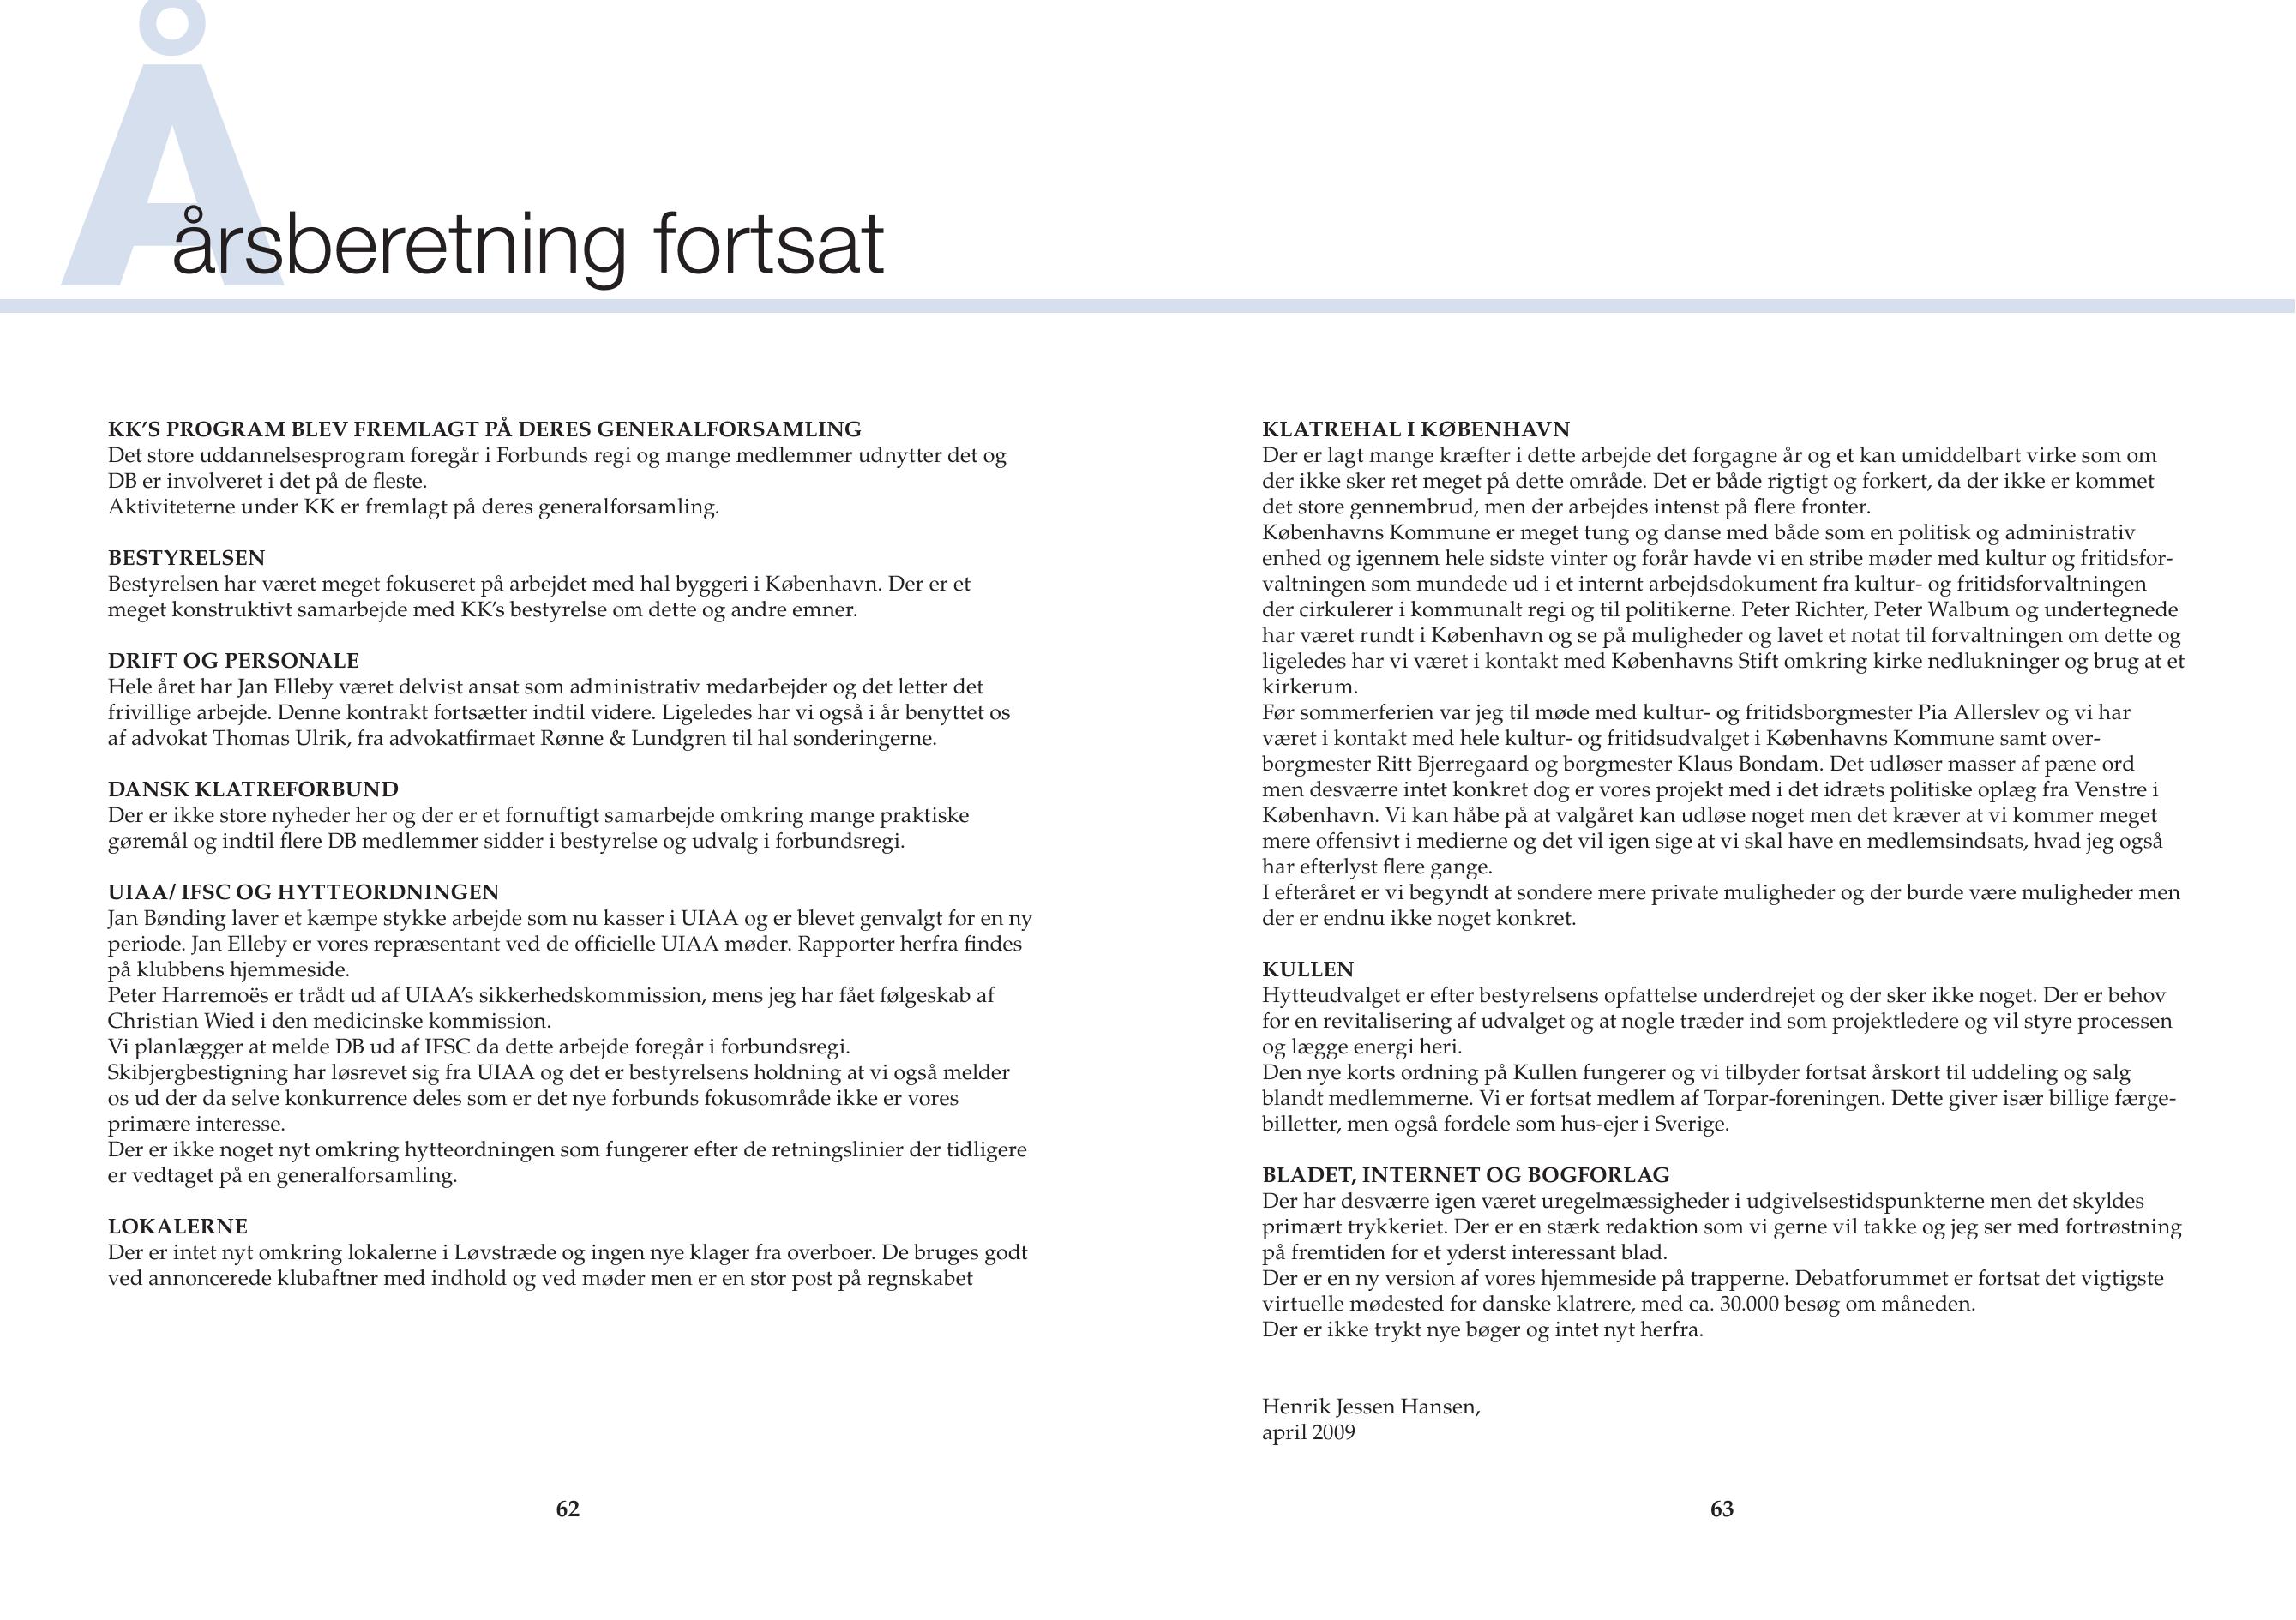 Å
årsberetning fortsat
KK’S PROGRAM BLEV FREMLAGT PÅ DERES GENERALFORSAMLING
Det store uddannelsesprogram foregår i Forbunds regi og mange medlemmer udnytter det og
DB er involveret i det på de fleste.
Aktiviteterne under KK er fremlagt på deres generalforsamling.
BESTYRELSEN
Bestyrelsen har været meget fokuseret på arbejdet med hal byggeri i København. Der er et
meget konstruktivt samarbejde med KK’s bestyrelse om dette og andre emner.
DRIFT OG PERSONALE
Hele året har Jan Elleby været delvist ansat som administrativ medarbejder og det letter det
frivillige arbejde. Denne kontrakt fortsætter indtil videre. Ligeledes har vi også i år benyttet os
af advokat Thomas Ulrik, fra advokatfirmaet Rønne & Lundgren til hal sonderingerne.
DANSK KLATREFORBUND
Der er ikke store nyheder her og der er et fornuftigt samarbejde omkring mange praktiske
gøremål og indtil flere DB medlemmer sidder i bestyrelse og udvalg i forbundsregi.
UIAA/ IFSC OG HYTTEORDNINGEN
Jan Bønding laver et kæmpe stykke arbejde som nu kasser i UIAA og er blevet genvalgt for en ny
periode. Jan Elleby er vores repræsentant ved de officielle UIAA møder. Rapporter herfra findes
på klubbens hjemmeside.
Peter Harremoës er trådt ud af UIAA’s sikkerhedskommission, mens jeg har fået følgeskab af
Christian Wied i den medicinske kommission.
Vi planlægger at melde DB ud af IFSC da dette arbejde foregår i forbundsregi.
Skibjergbestigning har løsrevet sig fra UIAA og det er bestyrelsens holdning at vi også melder
os ud der da selve konkurrence deles som er det nye forbunds fokusområde ikke er vores
primære interesse.
Der er ikke noget nyt omkring hytteordningen som fungerer efter de retningslinier der tidligere
er vedtaget på en generalforsamling.
LOKALERNE
Der er intet nyt omkring lokalerne i Løvstræde og ingen nye klager fra overboer. De bruges godt
ved annoncerede klubaftner med indhold og ved møder men er en stor post på regnskabet
62
KLATREHAL I KØBENHAVN
Der er lagt mange kræfter i dette arbejde det forgagne år og et kan umiddelbart virke som om
der ikke sker ret meget på dette område. Det er både rigtigt og forkert, da der ikke er kommet
det store gennembrud, men der arbejdes intenst på flere fronter.
Københavns Kommune er meget tung og danse med både som en politisk og administrativ
enhed og igennem hele sidste vinter og forår havde vi en stribe møder med kultur og fritidsfor-
valtningen som mundede ud i et internt arbejdsdokument fra kultur- og fritidsforvaltningen
der cirkulerer i kommunalt regi og til politikerne. Peter Richter, Peter Walbum og undertegnede
har været rundt i København og se på muligheder og lavet et notat til forvaltningen om dette og
ligeledes har vi været i kontakt med Københavns Stift omkring kirke nedlukninger og brug at et
kirkerum.
Før sommerferien var jeg til møde med kultur- og fritidsborgmester Pia Allerslev og vi har
været i kontakt med hele kultur- og fritidsudvalget i Københavns Kommune samt over-
borgmester Ritt Bjerregaard og borgmester Klaus Bondam. Det udløser masser af pæne ord
men desværre intet konkret dog er vores projekt med i det idræts politiske oplæg fra Venstre i
København. Vi kan håbe på at valgåret kan udløse noget men det kræver at vi kommer meget
mere offensivt i medierne og det vil igen sige at vi skal have en medlemsindsats, hvad jeg også
har efterlyst flere gange.
I efteråret er vi begyndt at sondere mere private muligheder og der burde være muligheder men
der er endnu ikke noget konkret.
KULLEN
Hytteudvalget er efter bestyrelsens opfattelse underdrejet og der sker ikke noget. Der er behov
for en revitalisering af udvalget og at nogle træder ind som projektledere og vil styre processen
og lægge energi heri.
Den nye korts ordning på Kullen fungerer og vi tilbyder fortsat årskort til uddeling og salg
blandt medlemmerne. Vi er fortsat medlem af Torpar-foreningen. Dette giver især billige færge-
billetter, men også fordele som hus-ejer i Sverige.
BLADET, INTERNET OG BOGFORLAG
Der har desværre igen været uregelmæssigheder i udgivelsestidspunkterne men det skyldes
primært trykkeriet. Der er en stærk redaktion som vi gerne vil takke og jeg ser med fortrøstning
på fremtiden for et yderst interessant blad.
Der er en ny version af vores hjemmeside på trapperne. Debatforummet er fortsat det vigtigste
virtuelle mødested for danske klatrere, med ca. 30.000 besøg om måneden.
Der er ikke trykt nye bøger og intet nyt herfra.
Henrik Jessen Hansen,
april 2009
63